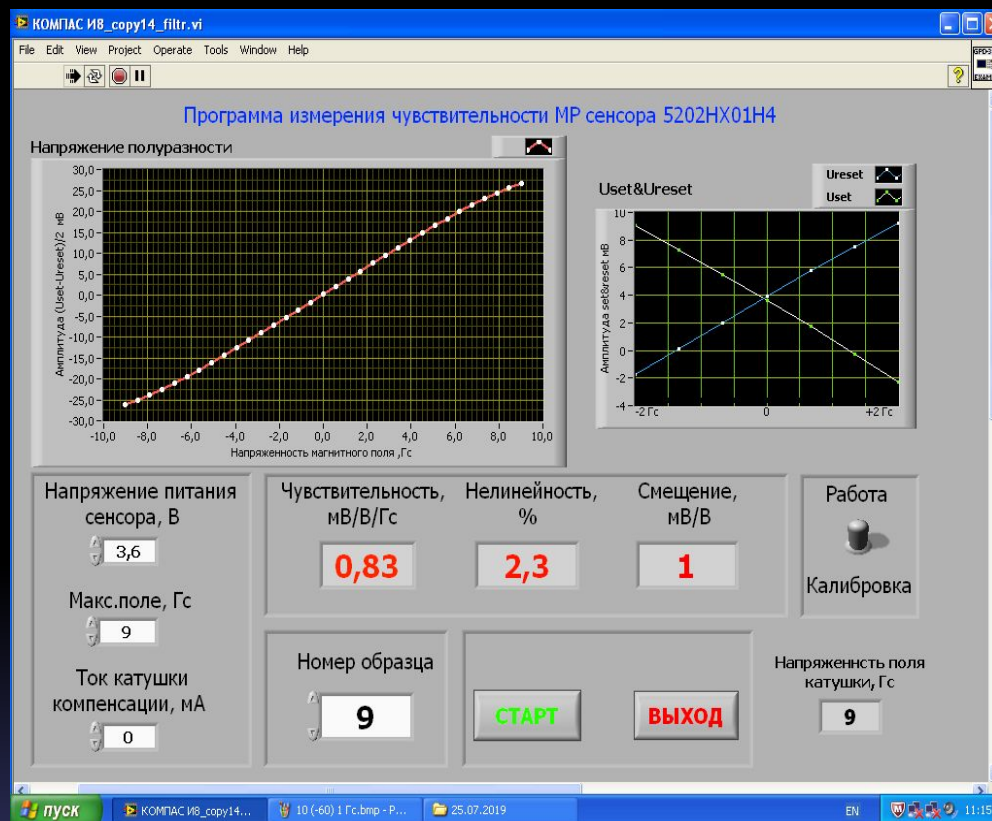 КОМПАС И8_copy14_filtr.vi
File Edit View Project Operate Tools Window Help
Программа измерения чувствительности МР сенсора 5202НХ01Н4
Напряжение полуразности
Амплитуда (Uset-Ureset)/2 мВ
30,0
25,0
20,0
15,0
10,0
5,0
0,0
-5,0
-10,0
-15,0
-20,0
-25,0
-30,0
-10,0 -8,0 -6,0 -4,0 -2,0 0,0 2,0 4,0 6,0 8,0 10,0
Напряженность магнитного поля ,Гс
Ureset
Uset
Uset&Ureset
Амплитуда set&reset мВ
10
8
6
4
2
0
-2
-4
-2 Гс 0 +2 Гс
Напряжение питания
сенсора, В
3,6
Макс.поле, Гс
9
Ток катушки
компенсации, мА
0
Чувствительность,
мВ/В/Гс
0,83
Нелинейность,
%
2,3
Смещение,
мВ/В
1
Работа
Калибровка
Номер образца
9
СТАРТ
ВЫХОД
Напряженнсть поля
катушки, Гс
9
пуск
КОМПАС И8_copy14...
10 (-60) 1 Гс.bmp - P...
25.07.2019
EN
11:15